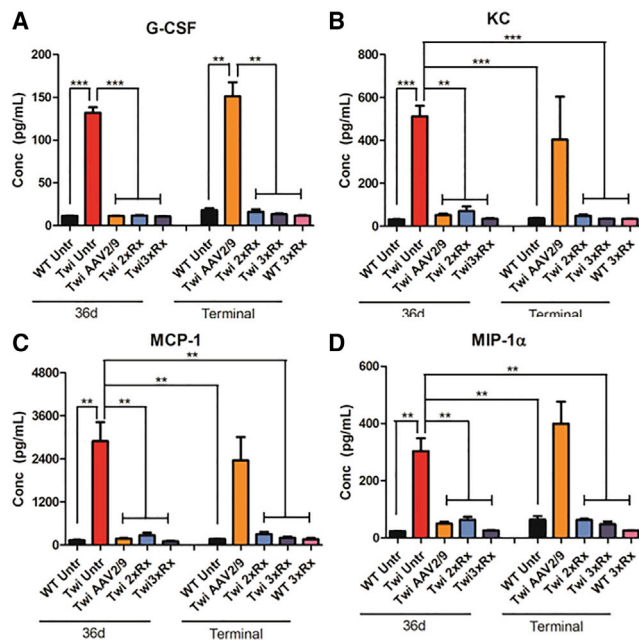 A
G-CSF
Conc (pg/mL)
200
150
100
50
0
*** ***
** **
WT Untr
Twi Untr
Twi AAV2/9
Twi 2xRx
Twi3xRx
WT Untr
Twi AAV2/9
Twi 2xRx
Twi 3xRx
WT 3xRx
36d
Terminal
B
KC
Conc (pg/mL)
800
600
400
200
0
***
***
*** **
WT Untr
Twi Untr
Twi AAV2/9
Twi 2xRx
Twi3xRx
WT Untr
Twi AAV2/9
Twi 2xRx
Twi 3xRx
WT 3xRx
36d
Terminal
C
MCP-1
Conc (pg/mL)
4800
3600
2400
1200
0
**
**
** **
WT Untr
Twi Untr
Twi AAV2/9
Twi 2xRx
Twi3xRx
WT Untr
Twi AAV2/9
Twi 2xRx
Twi 3xRx
WT 3xRx
36d
Terminal
D
MIP-1α
Conc (pg/mL)
600
400
200
0
**
**
** **
WT Untr
Twi Untr
Twi AAV2/9
Twi 2xRx
Twi3xRx
WT Untr
Twi AAV2/9
Twi 2xRx
Twi 3xRx
WT 3xRx
36d
Terminal